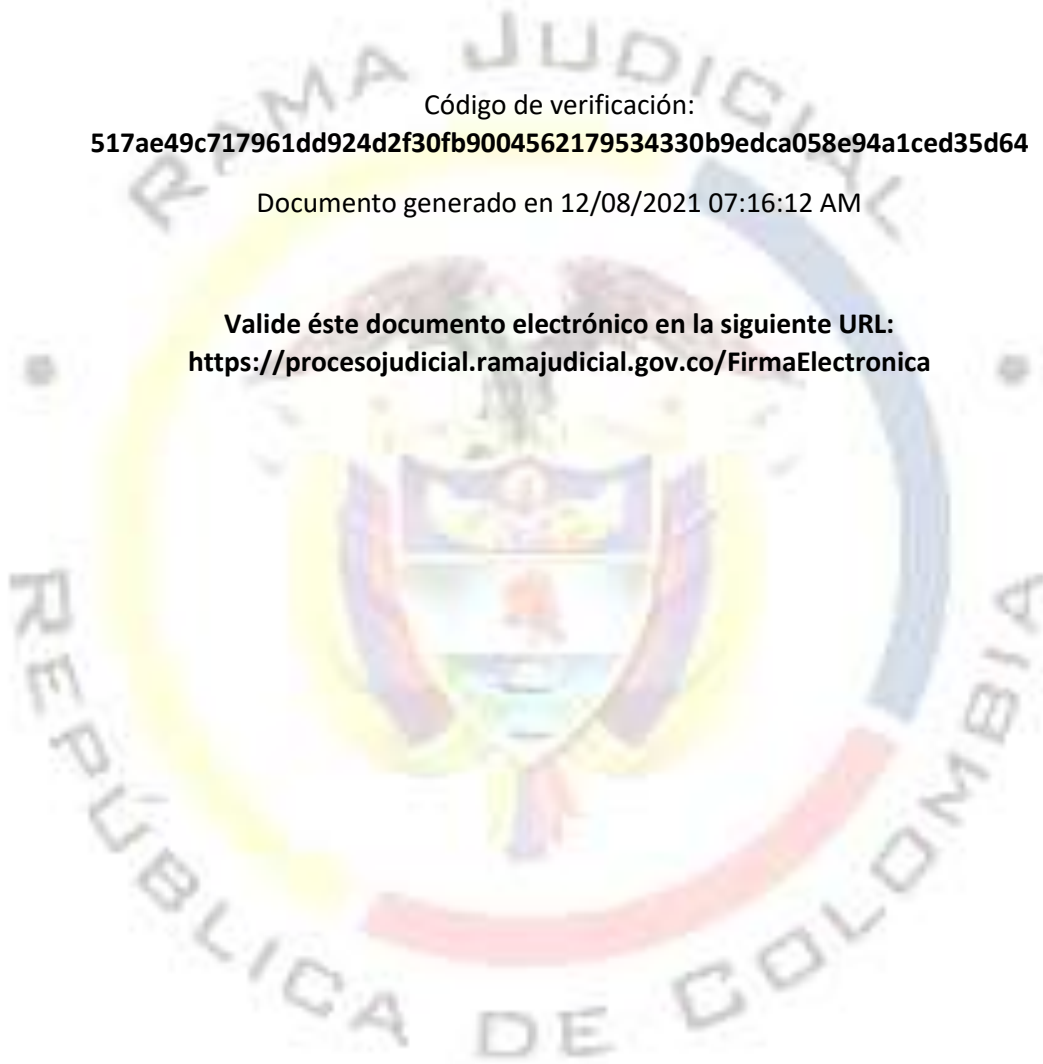 RAMA JUDICIAL
Código de verificación:
517ae49c717961dd924d2f30fb9004562179534330b9edca058e94a1ced35d64
Documento generado en 12/08/2021 07:16:12 AM
Valide éste documento electrónico en la siguiente URL:
https://procesojudicial.ramajudicial.gov.co/FirmaElectronica
REPÚBLICA DE COLOMBIA